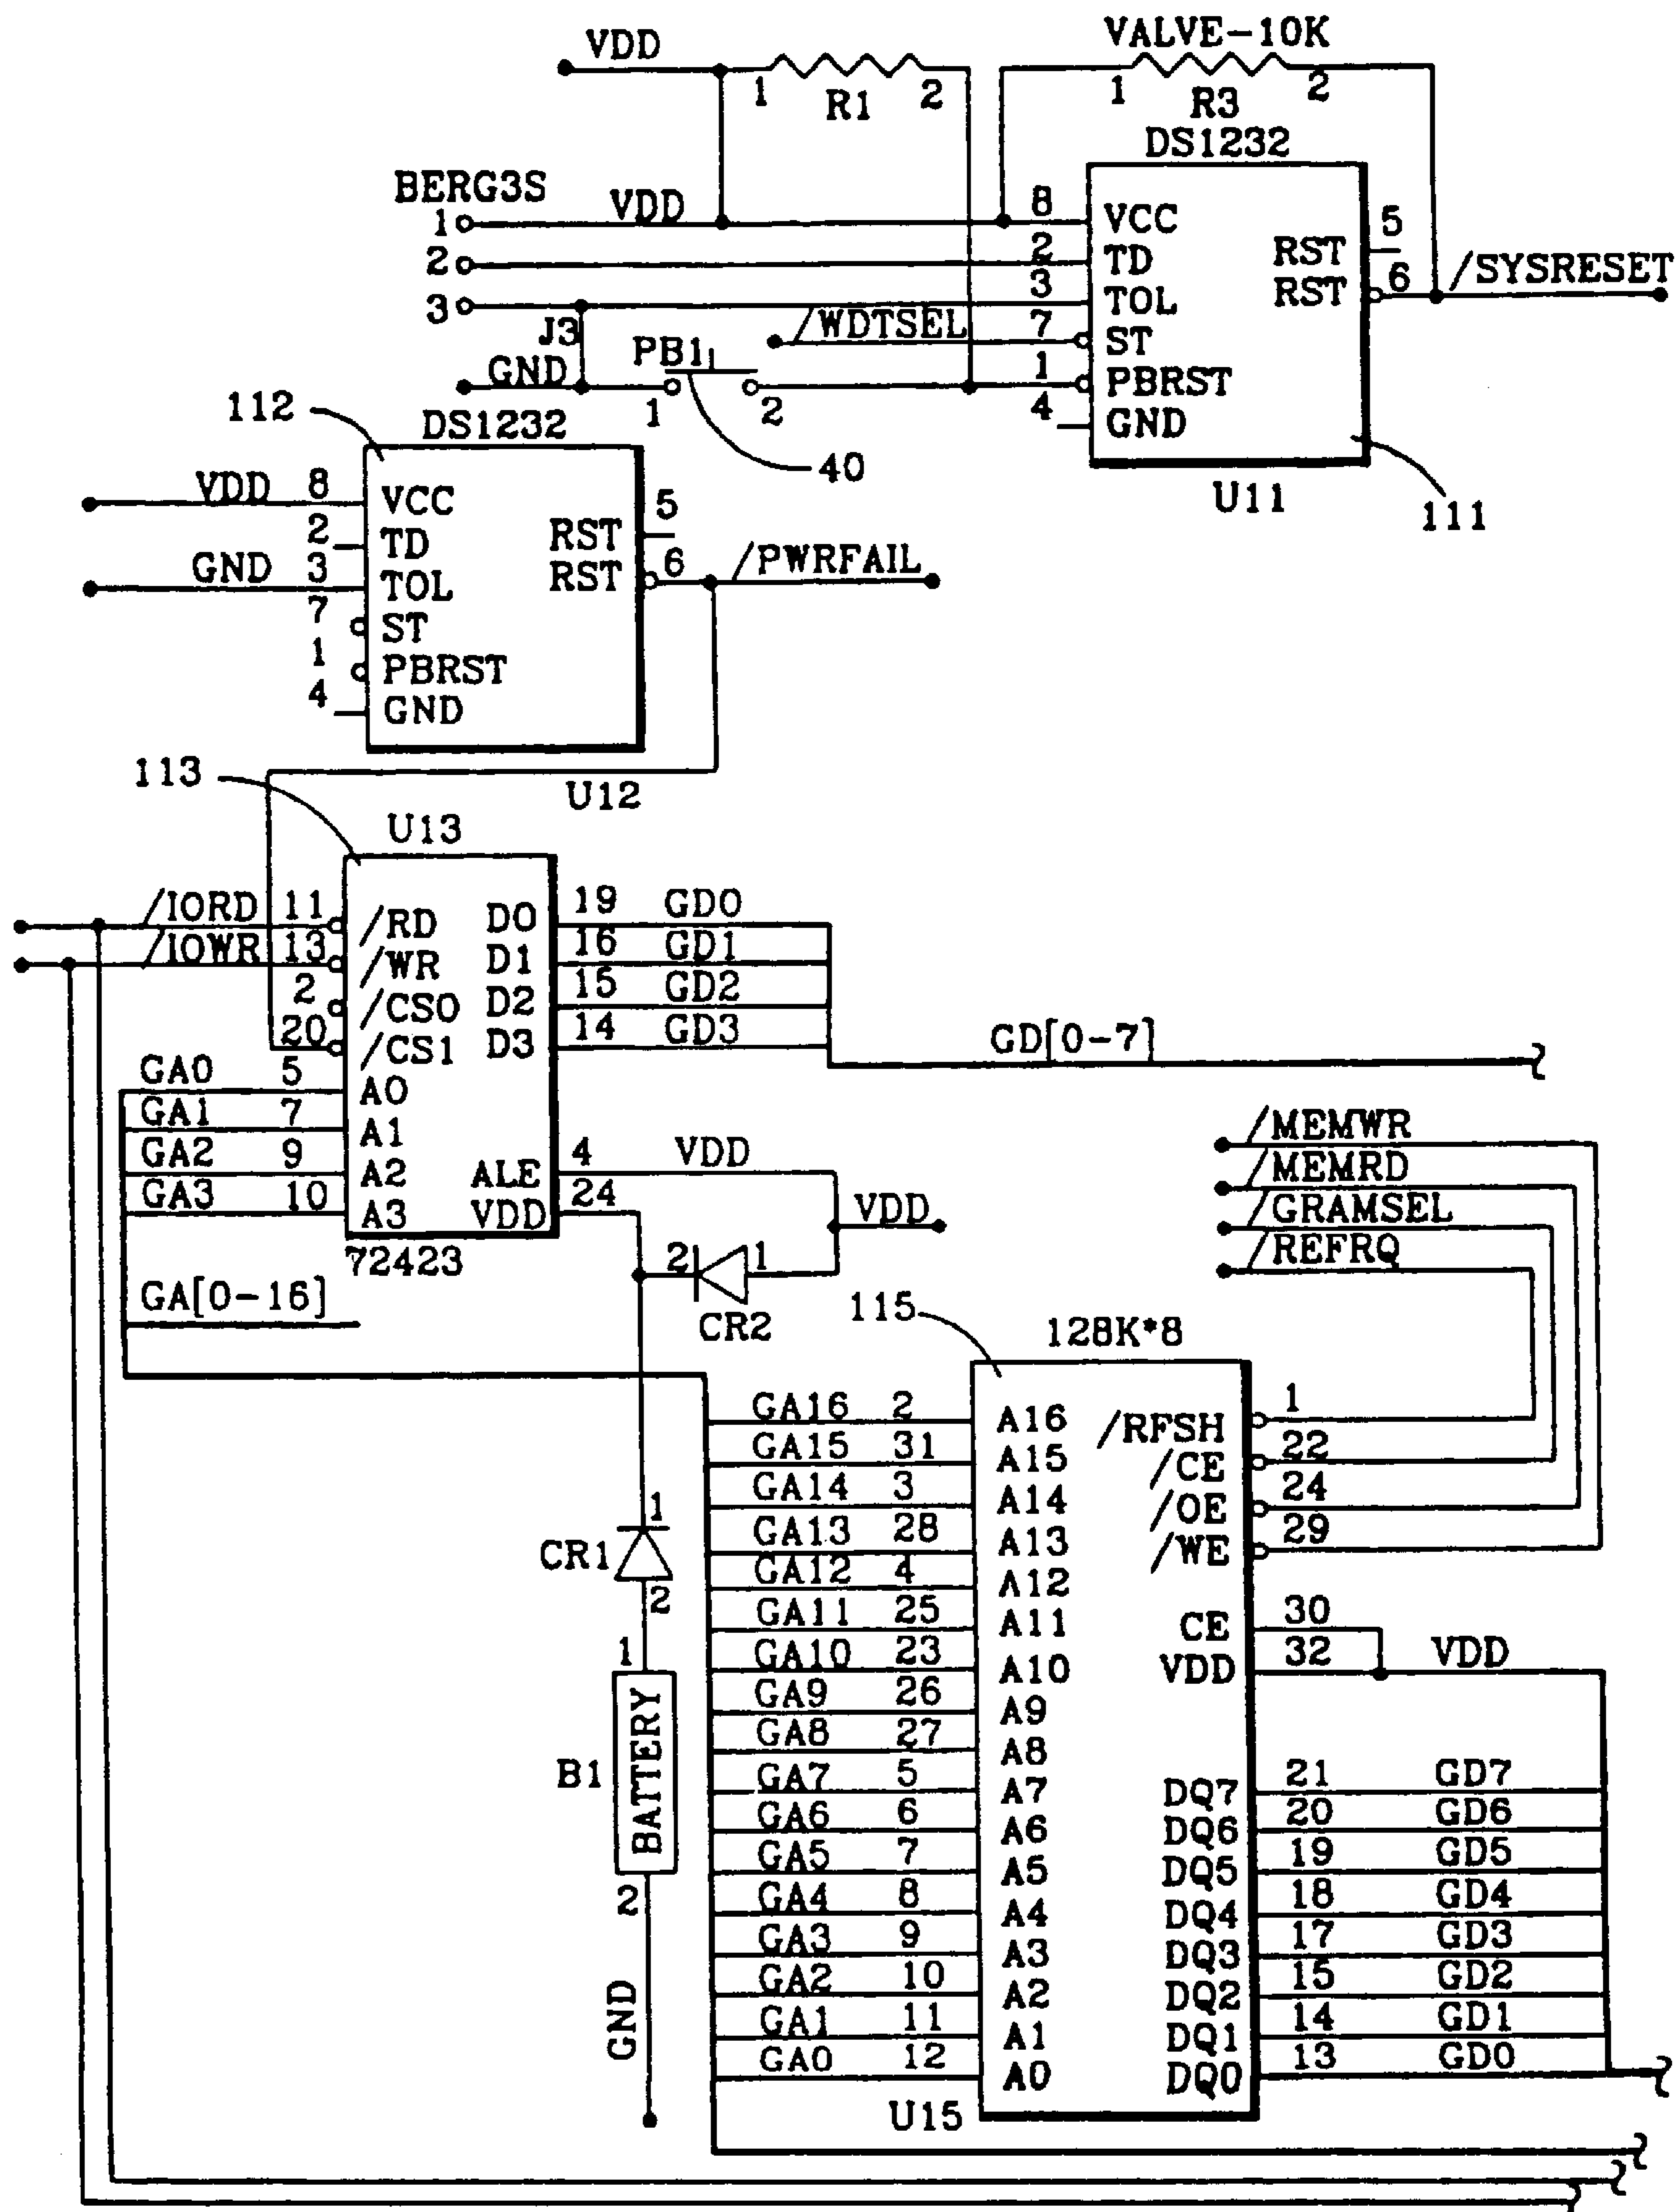 VDD
VALVE-10K
1 R1 2
1 R3 2
DS1232
BERG3S
1 VDD 8 VCC
2 2 TD
3 3 TOL
RST 5
RST 6 /SYSRESET
J3
/WDTSEL 7 ST
GND PB1 1 PBRST
1 2
4 GND
40
U11
111
112
DS1232
VDD 8 VCC
2 TD
GND 3 TOL
7 ST
1 PBRST
4 GND
RST 5
RST 6 /PWRFAIL
U12
113
U13
/IORD 11 /RD D0 19 GD0
/IOWR 13 /WR D1 16 GD1
2 /CS0 D2 15 GD2
20 /CS1 D3 14 GD3
GD[0-7]
GA0 5 A0
GA1 7 A1
GA2 9 A2 ALE 4 VDD
GA3 10 A3 VDD 24
VDD
72423
2 1
CR2
GA[0-16]
/MEMWR
/MEMRD
/GRAMSEL
/REFRQ
115
128K*8
GA16 2 A16 /RFSH 1
GA15 31 A15 /CE 22
GA14 3 A14 /OE 24
GA13 28 A13 /WE 29
GA12 4 A12
GA11 25 A11 CE 30
GA10 23 A10 VDD 32 VDD
GA9 26 A9
GA8 27 A8
GA7 5 A7 DQ7 21 GD7
GA6 6 A6 DQ6 20 GD6
GA5 7 A5 DQ5 19 GD5
GA4 8 A4 DQ4 18 GD4
GA3 9 A3 DQ3 17 GD3
GA2 10 A2 DQ2 15 GD2
GA1 11 A1 DQ1 14 GD1
GA0 12 A0 DQ0 13 GD0
U15
1
CR1
2
1
B1 BATTERY
2
GND